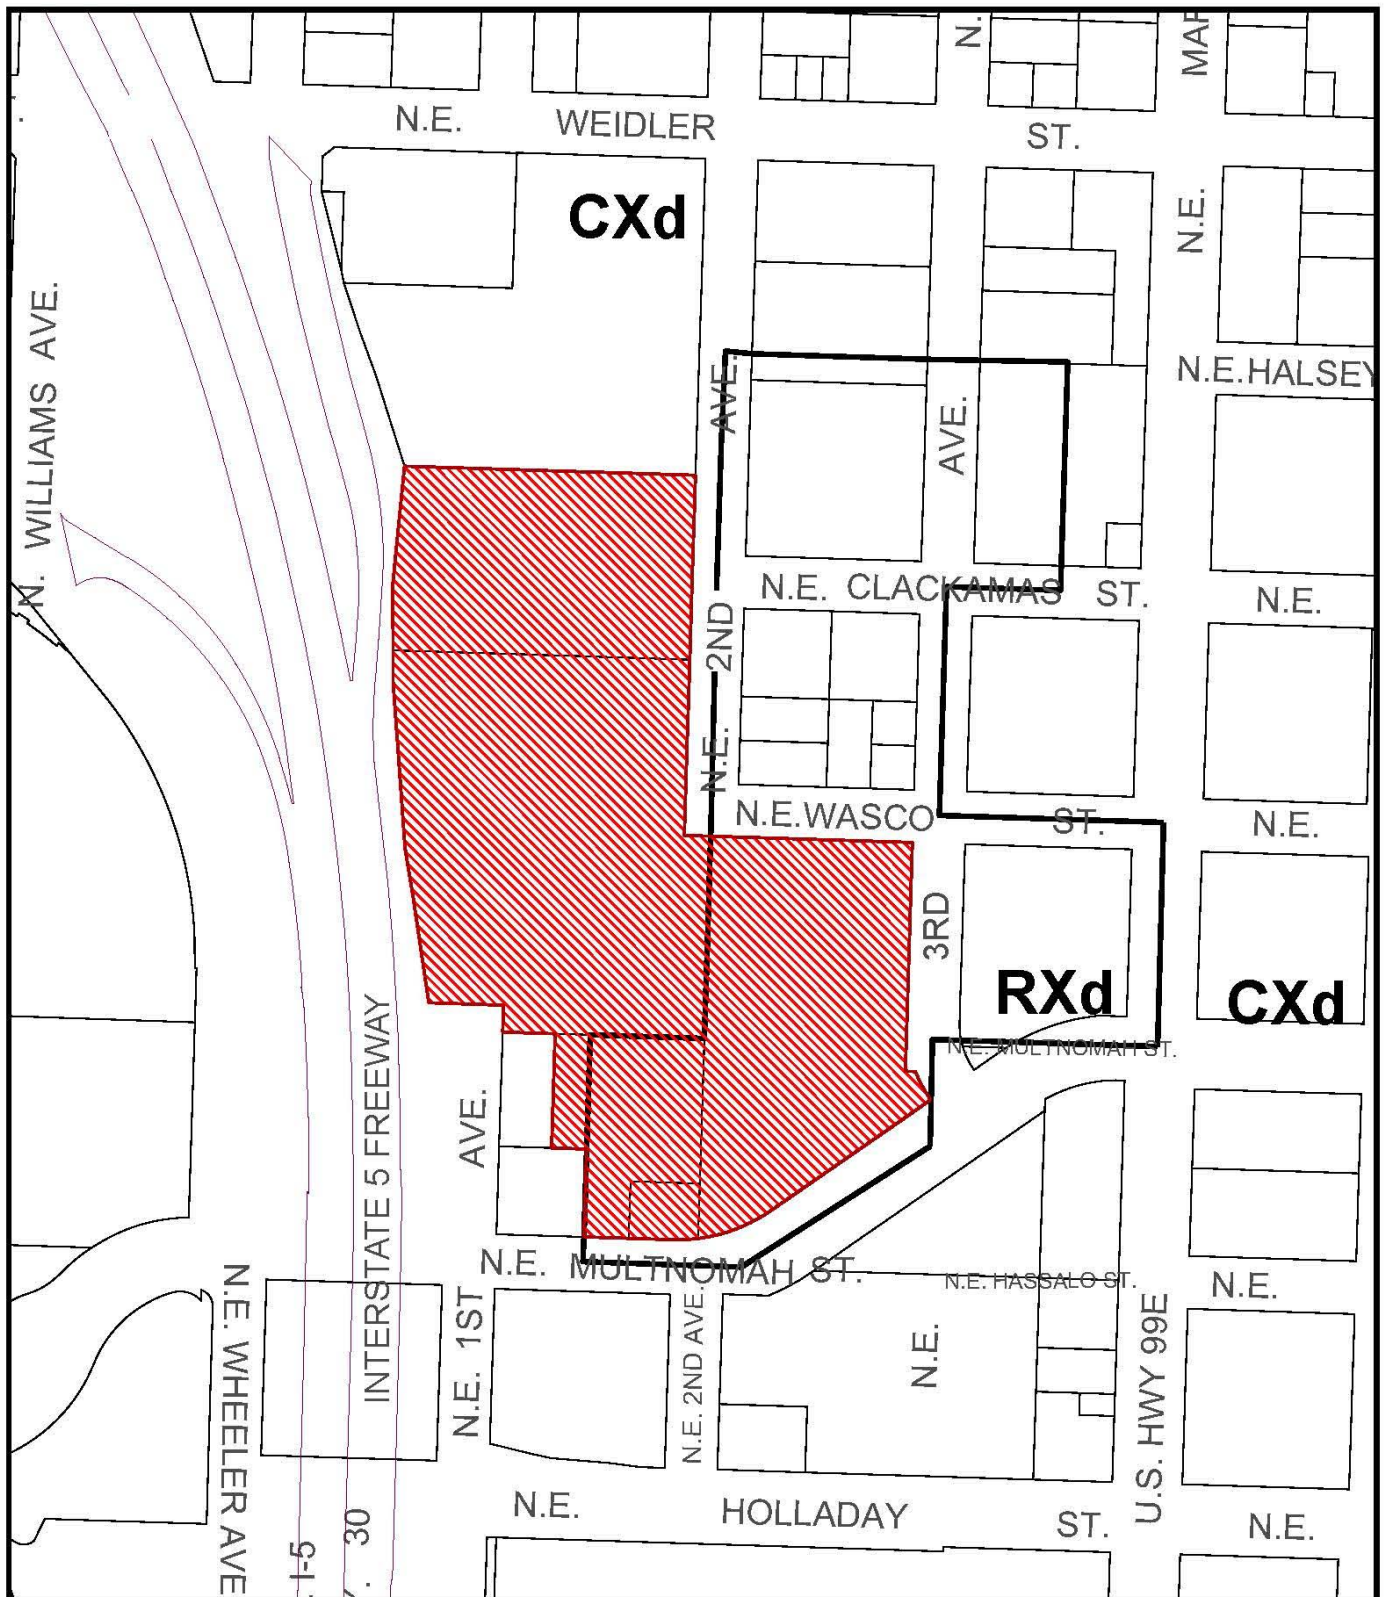 N.
MAR
N.E. WEIDLER ST.
CXd
N.E.
N. WILLIAMS AVE.
AVE.
N.E.HALSEY
AVE.
N.E. CLACKAMAS ST.
N.E.
N.E. 2ND
N.E.WASCO ST.
N.E.
3RD
RXd
CXd
N.E. MULTNOMAH ST.
INTERSTATE 5 FREEWAY
AVE.
N.E. MULTNOMAH ST.
N.E. HASSALO ST.
N.E.
N.E. WHEELER AVE
N.E. 1ST
N.E. 2ND AVE.
N.E.
U.S. HWY 99E
N.E. HOLLADAY ST.
N.E.
I-5
30